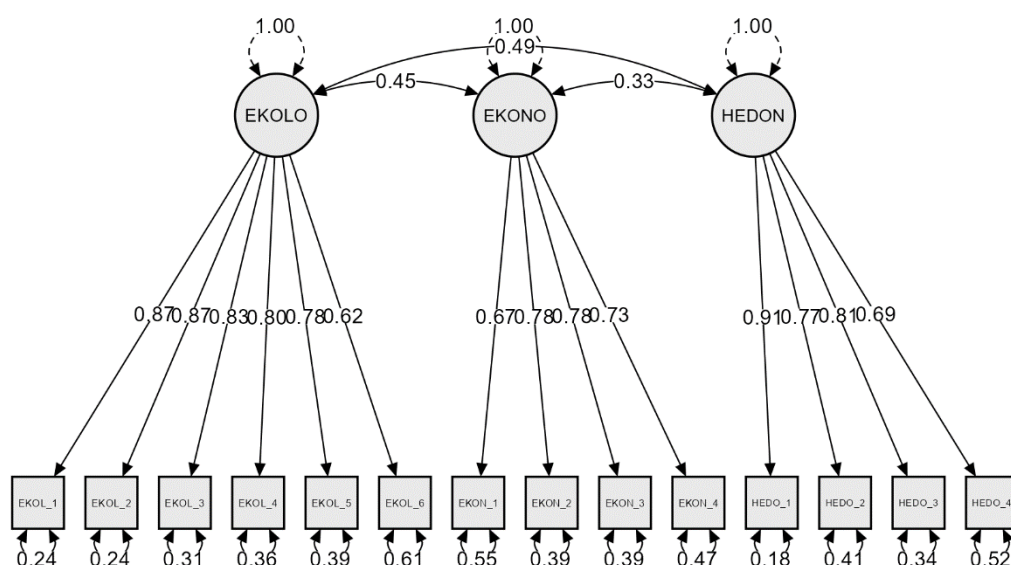 1.00 1.00 1.00
0.49
0.45 0.33
EKOLO EKONO HEDON
0.87 0.87 0.83 0.80 0.78 0.62 0.67 0.78 0.78 0.73 0.91 0.77 0.81 0.69
EKOL_1 EKOL_2 EKOL_3 EKOL_4 EKOL_5 EKOL_6 EKON_1 EKON_2 EKON_3 EKON_4 HEDO_1 HEDO_2 HEDO_3 HEDO_4
0.24 0.24 0.31 0.36 0.39 0.61 0.55 0.39 0.39 0.47 0.18 0.41 0.34 0.52